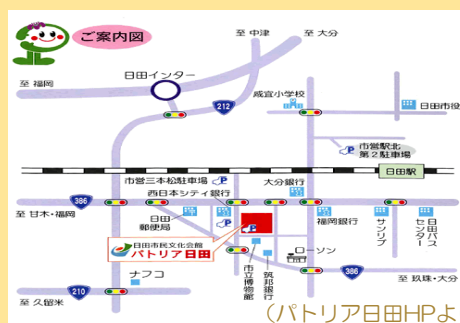 ご案内図
至 中津
至 大分
日田インター
至 福岡
212
咸宜小学校
日田市役
市営駅北
第2駐車場
日田駅
市営三本松駐車場
西日本シティ銀行
大分銀行
386
至 甘木・福岡
日田
郵便局
福岡銀行
サンリブ
日田バス
センター
日田市民文化会館
パトリア日田
市立博物館
筑邦銀行
ローソン
ナフコ
386
至 玖珠・大分
210
至 久留米
(パトリア日田HPよ